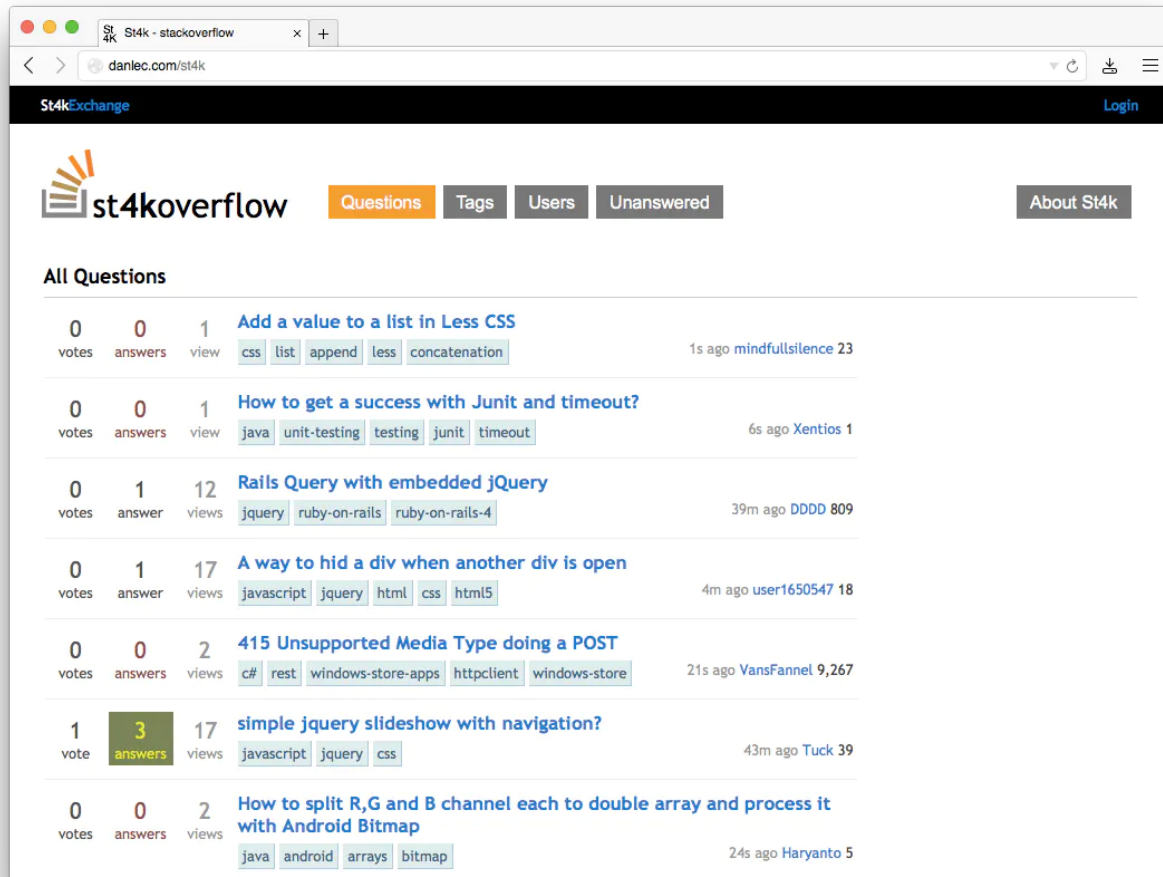 St4k - stackoverflow
danlec.com/st4k
St4kExchange Login
st4koverflow Questions Tags Users Unanswered About St4k
All Questions
0 votes 0 answers 1 view Add a value to a list in Less CSS
css list append less concatenation 1s ago mindfullsilence 23
0 votes 0 answers 1 view How to get a success with Junit and timeout?
java unit-testing testing junit timeout 6s ago Xentios 1
0 votes 1 answer 12 views Rails Query with embedded jQuery
jquery ruby-on-rails ruby-on-rails-4 39m ago DDDD 809
0 votes 1 answer 17 views A way to hid a div when another div is open
javascript jquery html css html5 4m ago user1650547 18
0 votes 0 answers 2 views 415 Unsupported Media Type doing a POST
c# rest windows-store-apps httpclient windows-store 21s ago VansFannel 9,267
1 vote 3 answers 17 views simple jquery slideshow with navigation?
javascript jquery css 43m ago Tuck 39
0 votes 0 answers 2 views How to split R,G and B channel each to double array and process it
with Android Bitmap
java android arrays bitmap 24s ago Haryanto 5